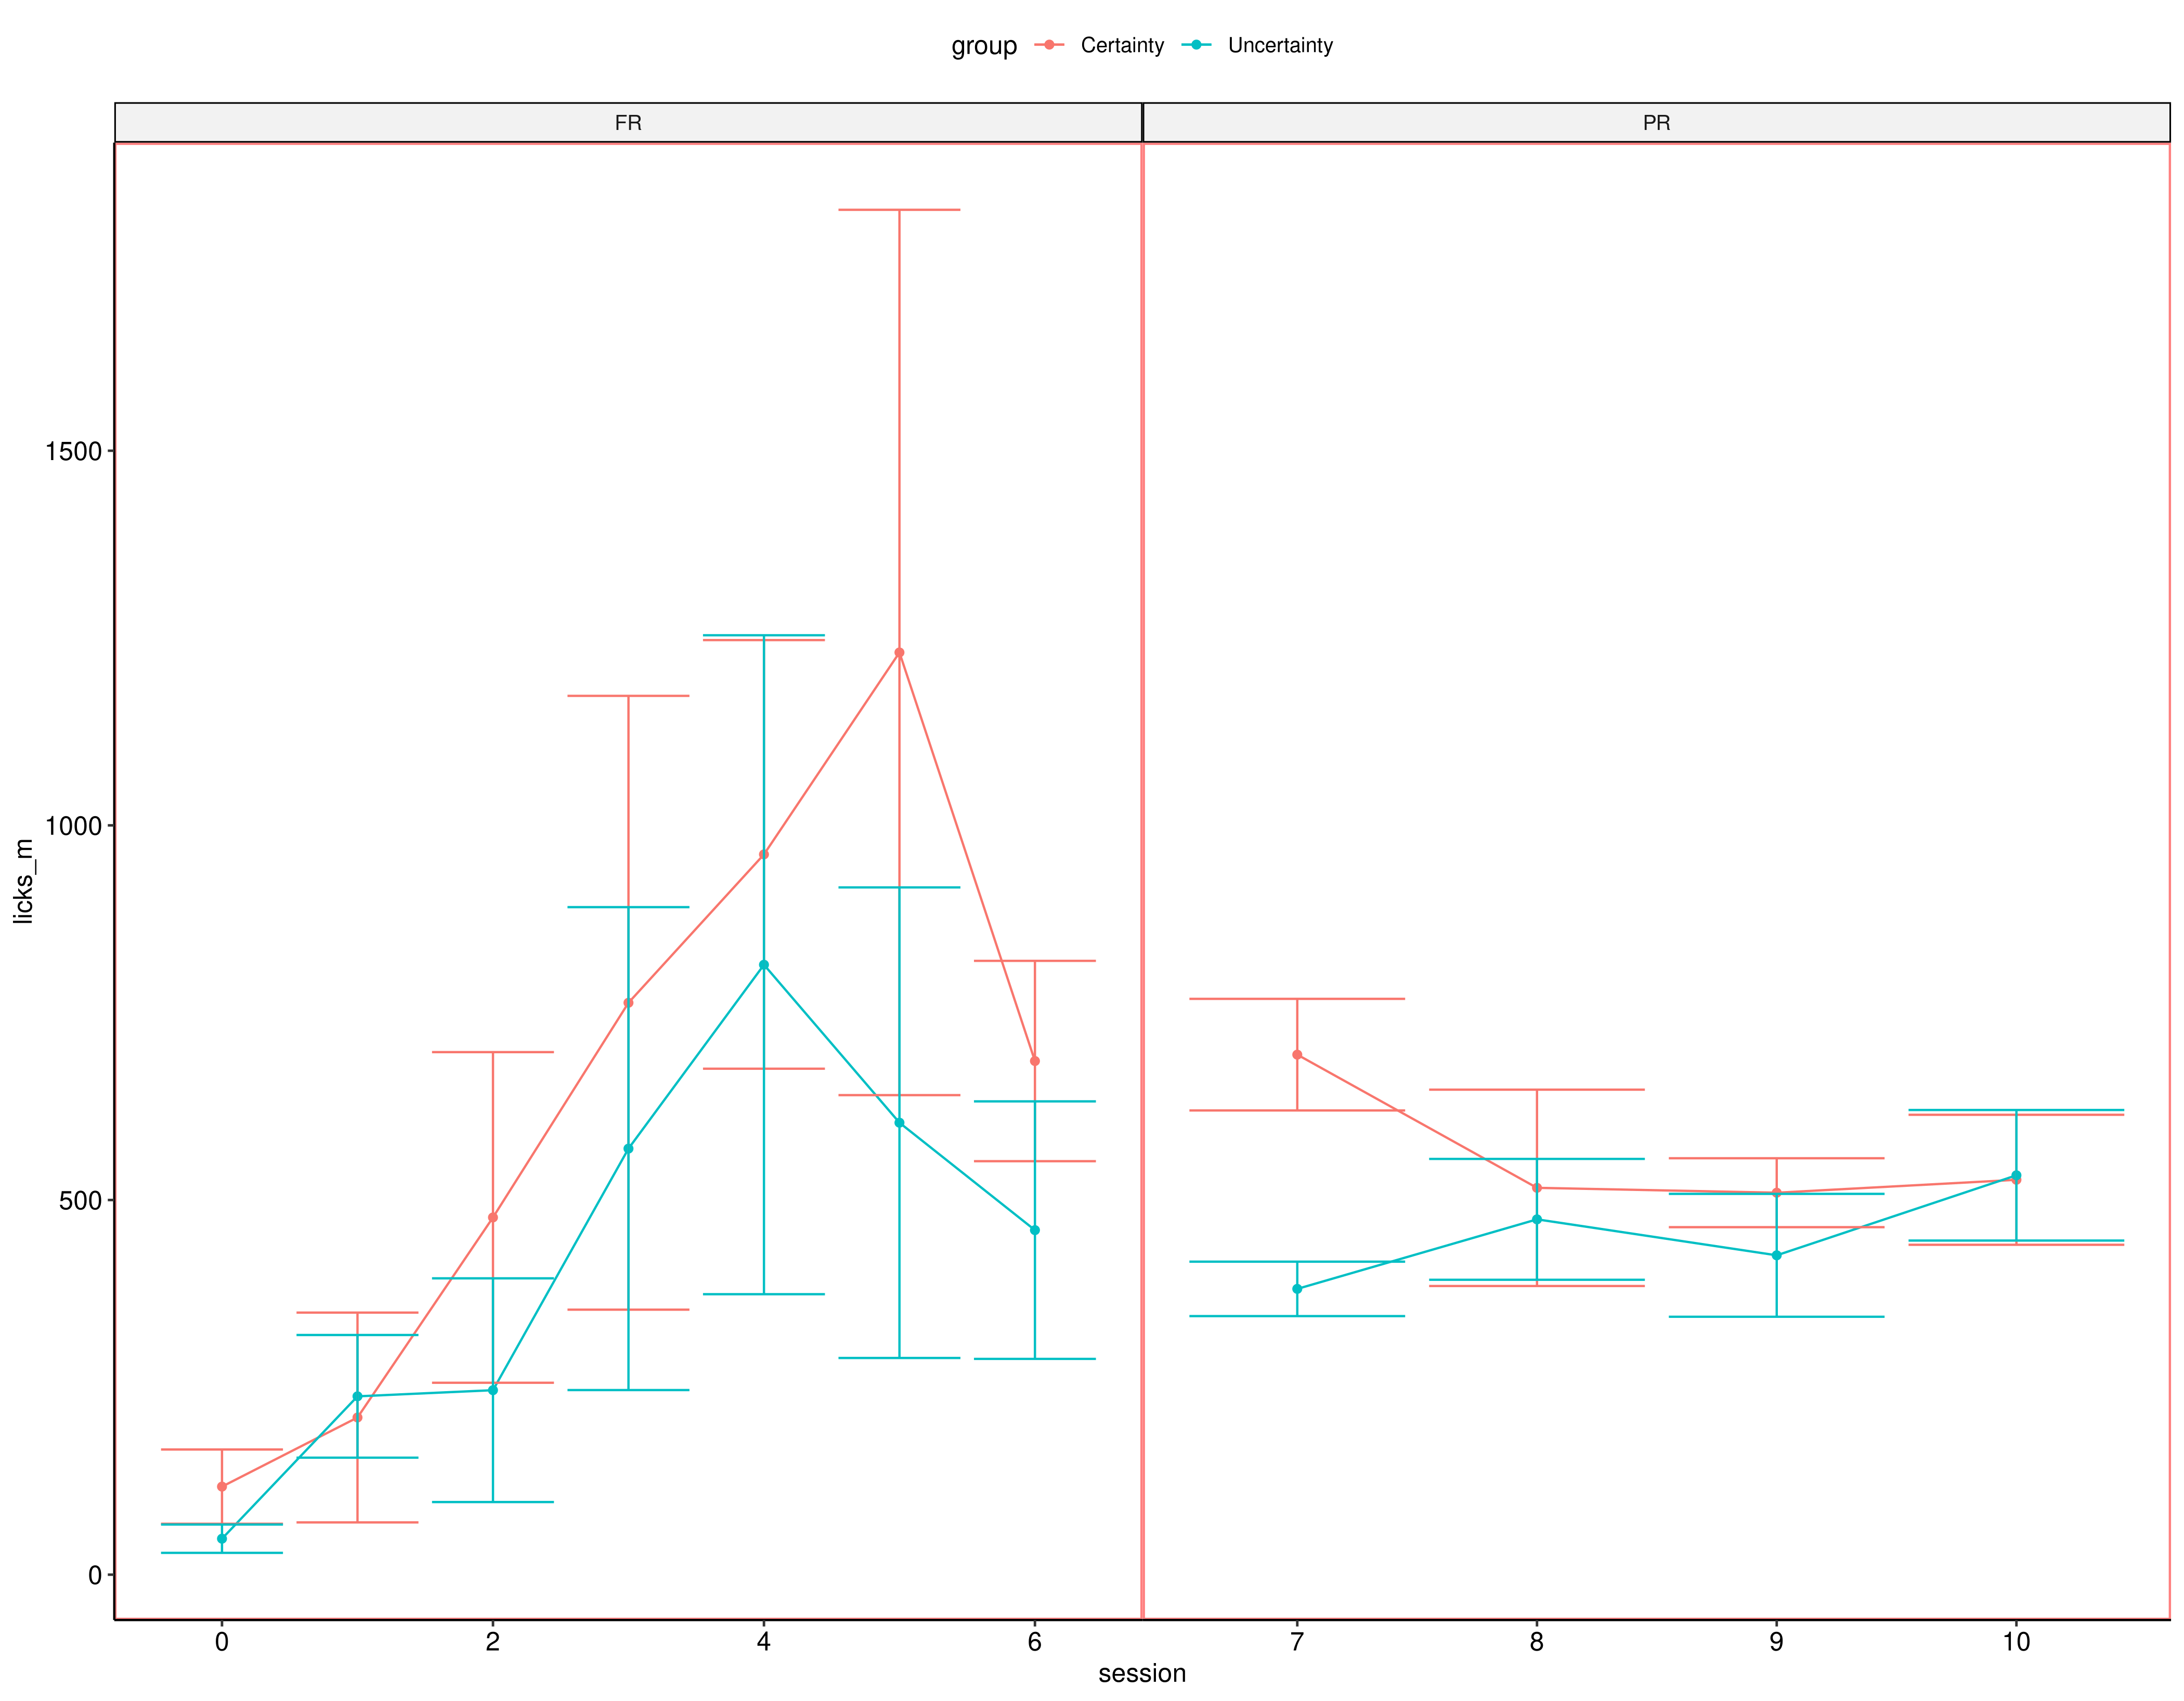 group Certainty Uncertainty
FR PR
1500
1000
500
0
licks_m
0 2 4 6 7 8 9 10
session